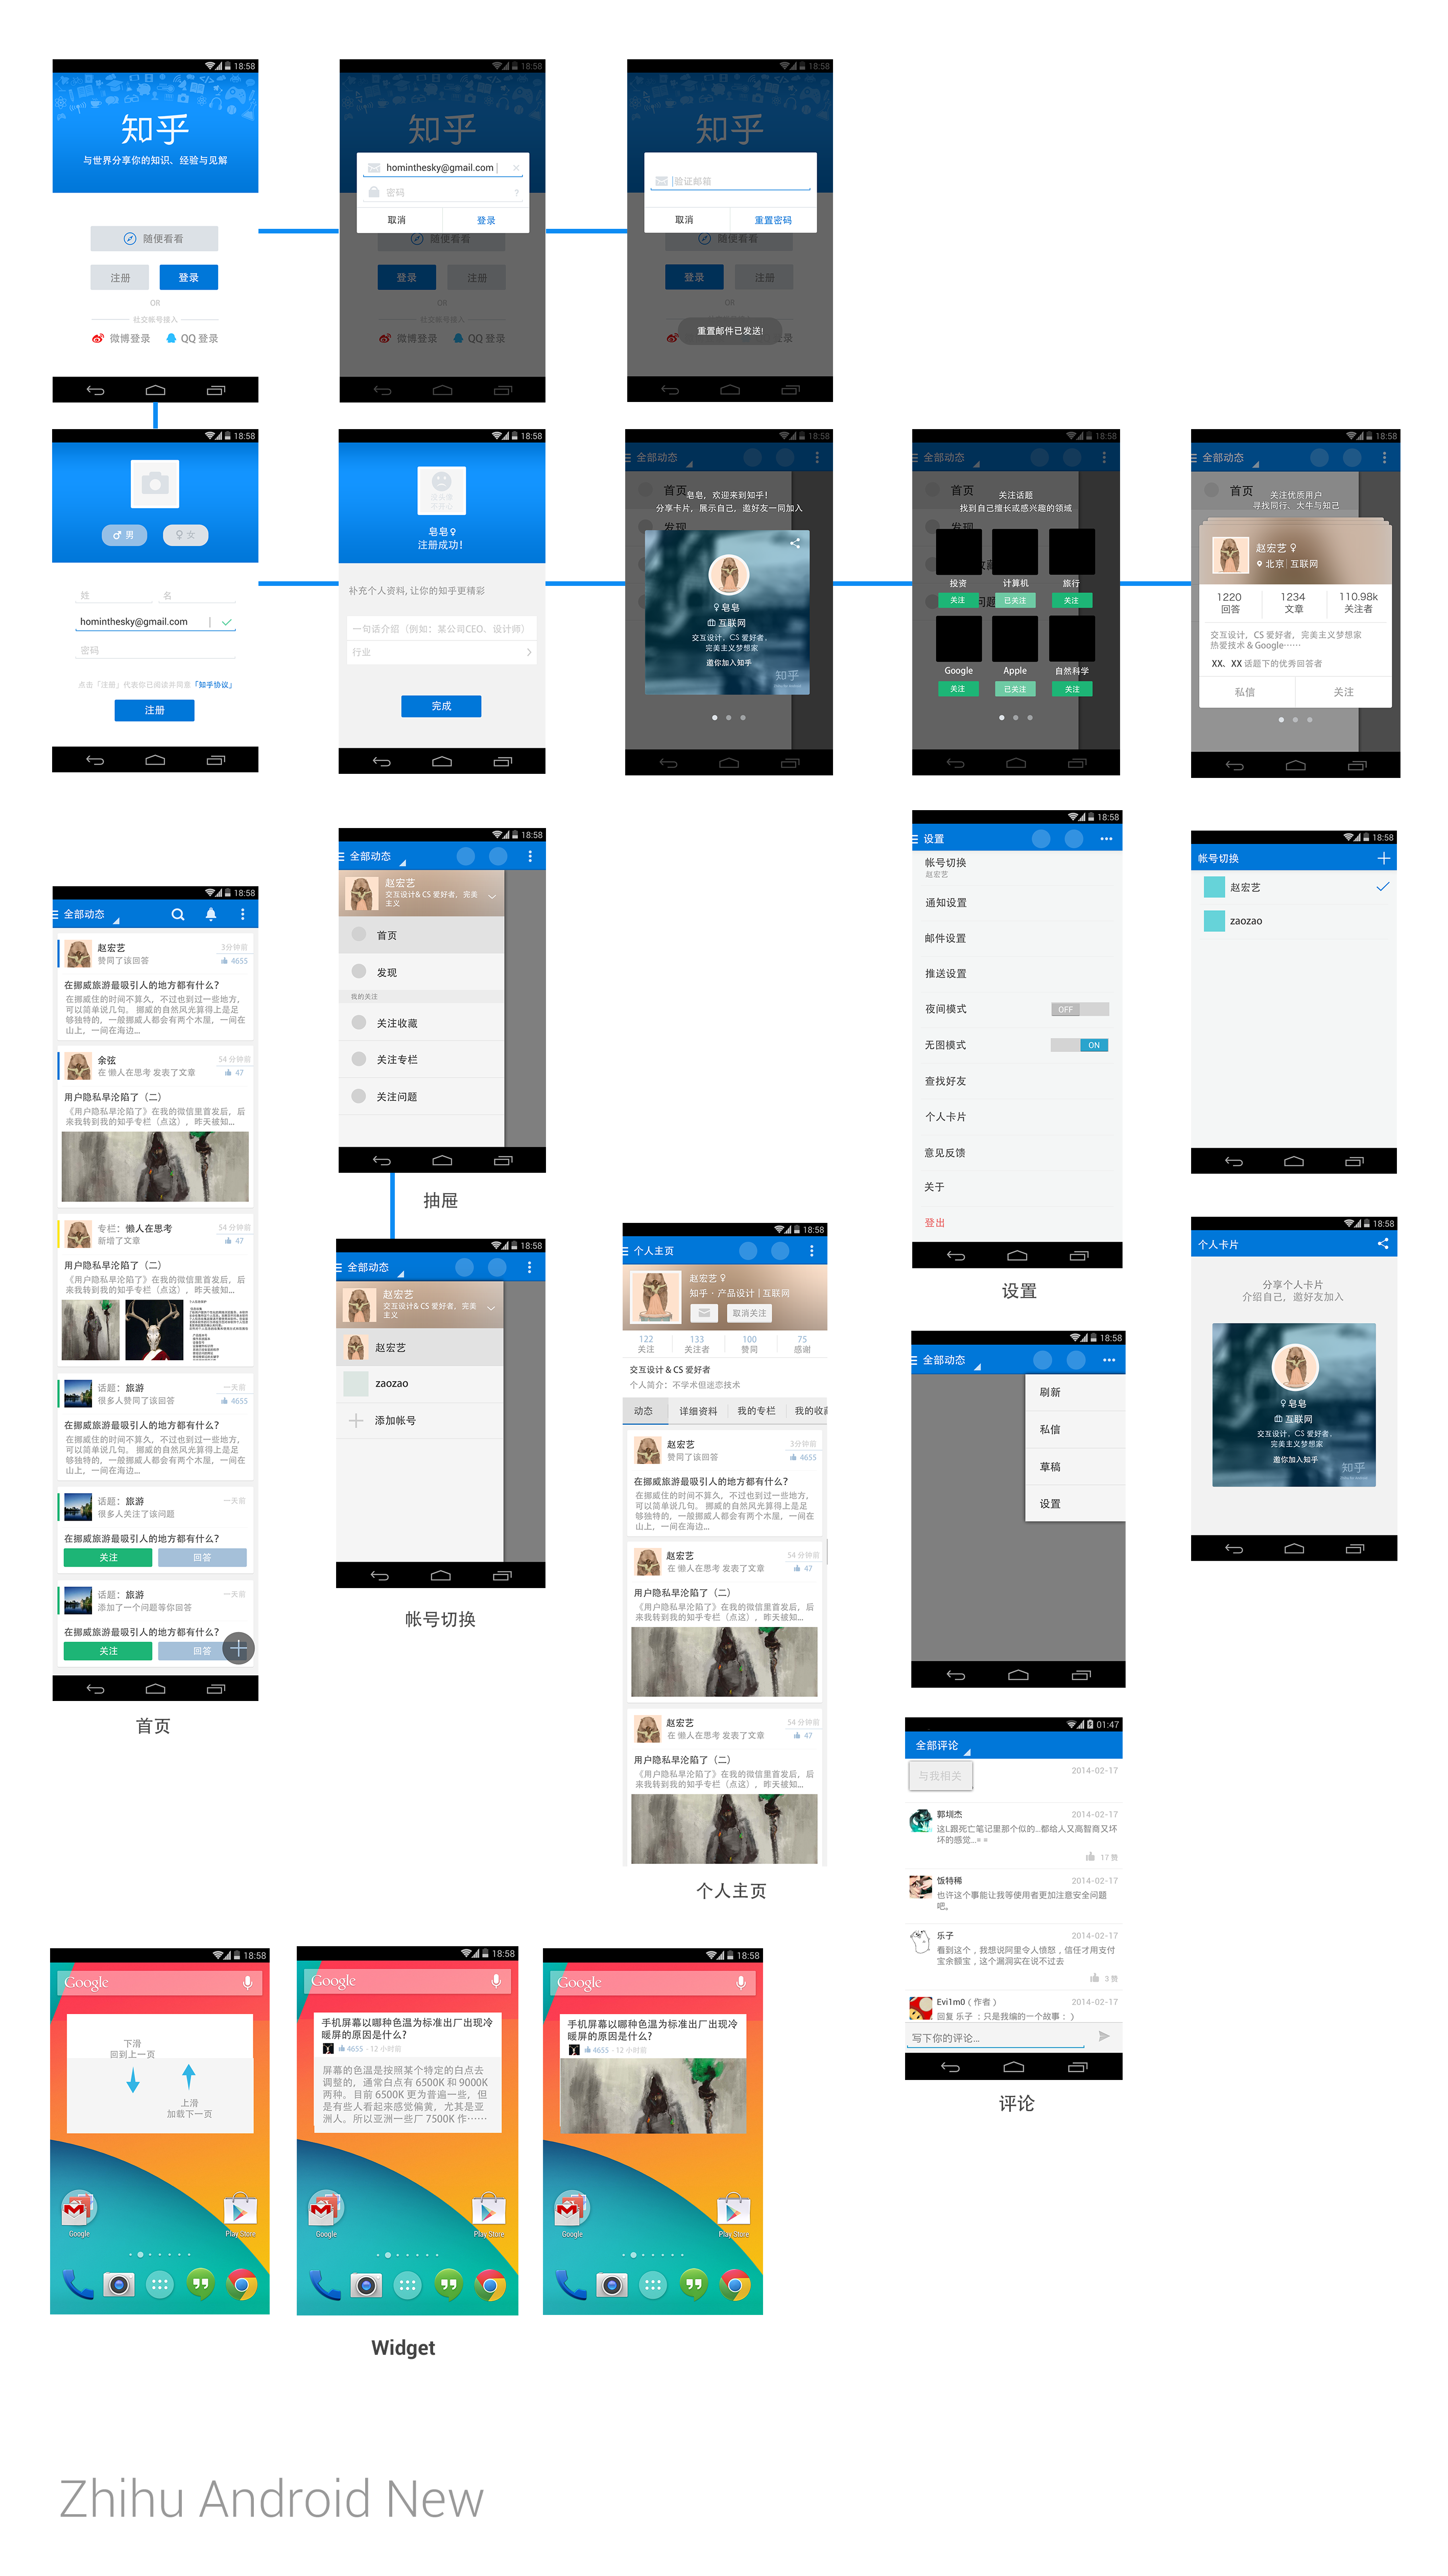 18:58
知乎
与世界分享你的知识、经验与见解
随便看看
注册
登录
OR
社交帐号接入
微博登录
QQ 登录
18:58
知乎
hominthesky@gmail.com
密码
?
取消
登录
随便看看
登录
注册
OR
社交帐号接入
微博登录
QQ 登录
18:58
知乎
验证邮箱
取消
重置密码
随便看看
登录
注册
OR
重置邮件已发送!
18:58
男
女
姓
名
hominthesky@gmail.com
密码
点击「注册」代表你已阅读并同意「知乎协议」
注册
18:58
没头像
不开心
皂皂
注册成功!
补充个人资料, 让你的知乎更精彩
一句话介绍（例如：某公司CEO、设计师）
行业
完成
18:58
全部动态
首页
发现
皂皂，欢迎来到知乎!
分享卡片，展示自己，邀好友一同加入
皂皂
互联网
交互设计，CS 爱好者，
完美主义梦想家
邀你加入知乎
知乎
18:58
全部动态
首页
发现
关注话题
找到自己擅长或感兴趣的领域
投资
计算机
旅行
关注
已关注
关注
Google
Apple
自然科学
关注
已关注
关注
18:58
全部动态
首页
关注优质用户
寻找同行、大牛与知己
赵宏艺
北京 | 互联网
1220
回答
1234
文章
110.98k
关注者
交互设计，CS 爱好者，完美主义梦想家
热爱技术 & Google……
XX、XX 话题下的优秀回答者
私信
关注
18:58
全部动态
赵宏艺
赞同了该回答
3分钟前
4655
在挪威旅游最吸引人的地方都有什么?
在挪威住的时间不算久，不过也到过一些地方，
可以简单说几句。 挪威的自然风光算得上是足
够独特的，一般挪威人都会有两个木屋，一间在
山上，一间在海边...
余弦
在 懒人在思考 发表了文章
54 分钟前
47
用户隐私早沦陷了（二）
《用户隐私早沦陷了》在我的微信里首发后，后
来我转到我的知乎专栏（点这），昨天被知...
专栏：懒人在思考
新增了文章
54 分钟前
47
用户隐私早沦陷了（二）
《用户隐私早沦陷了》在我的微信里首发后，后
来我转到我的知乎专栏（点这），昨天被知...
话题：旅游
很多人赞同了该回答
一天前
4655
在挪威旅游最吸引人的地方都有什么?
在挪威住的时间不算久，不过也到过一些地方，
可以简单说几句。 挪威的自然风光算得上是足
够独特的，一般挪威人都会有两个木屋，一间在
山上，一间在海边...
话题：旅游
很多人关注了该问题
一天前
在挪威旅游最吸引人的地方都有什么?
关注
回答
话题：旅游
添加了一个问题等你回答
一天前
在挪威旅游最吸引人的地方都有什么?
关注
回答
首页
18:58
全部动态
赵宏艺
交互设计& CS 爱好者，完美
主义
首页
发现
我的关注
关注收藏
关注专栏
关注问题
抽屉
18:58
全部动态
赵宏艺
交互设计& CS 爱好者，完美
主义
赵宏艺
zaozao
添加帐号
帐号切换
18:58
个人主页
赵宏艺
知乎 · 产品设计 | 互联网
取消关注
122
关注
133
关注者
100
赞同
75
感谢
交互设计 & CS 爱好者
个人简介：不学术但迷恋技术
动态
详细资料
我的专栏
我的收藏
赵宏艺
赞同了该回答
3分钟前
4655
在挪威旅游最吸引人的地方都有什么?
在挪威住的时间不算久，不过也到过一些地方，
可以简单说几句。 挪威的自然风光算得上是足
够独特的，一般挪威人都会有两个木屋，一间在
山上，一间在海边...
赵宏艺
在 懒人在思考 发表了文章
54 分钟前
47
用户隐私早沦陷了（二）
《用户隐私早沦陷了》在我的微信里首发后，后
来我转到我的知乎专栏（点这），昨天被知...
赵宏艺
在 懒人在思考 发表了文章
54 分钟前
47
用户隐私早沦陷了（二）
《用户隐私早沦陷了》在我的微信里首发后，后
来我转到我的知乎专栏（点这），昨天被知...
个人主页
18:58
设置
帐号切换
赵宏艺
通知设置
邮件设置
推送设置
夜间模式
OFF
无图模式
ON
查找好友
个人卡片
意见反馈
关于
登出
设置
18:58
帐号切换
赵宏艺
zaozao
18:58
个人卡片
分享个人卡片
介绍自己，邀好友加入
皂皂
互联网
交互设计，CS 爱好者，
完美主义梦想家
邀你加入知乎
知乎
18:58
全部动态
刷新
私信
草稿
设置
01:47
全部评论
与我相关
2014-02-17
郭圳杰
2014-02-17
这L跟死亡笔记里那个似的...都给人又高智商又坏
坏的感觉...= =
17 赞
饭特稀
2014-02-17
也许这个事能让我等使用者更加注意安全问题
吧。
乐子
2014-02-17
看到这个，我想说阿里令人愤怒，信任才用支付
宝余额宝，这个漏洞实在说不过去
3 赞
Evi1m0（作者）
2014-02-17
回复 乐子 ：只是我编的一个故事：）
写下你的评论...
评论
18:58
Google
下滑
回到上一页
上滑
加载下一页
Google
Play Store
18:58
Google
手机屏幕以哪种色温为标准出厂出现冷
暖屏的原因是什么?
4655 - 12 小时前
屏幕的色温是按照某个特定的白点去
调整的，通常白点有 6500K 和 9000K
两种。目前 6500K 更为普遍一些，但
是有些人看起来感觉偏黄，尤其是亚
洲人。所以亚洲一些厂 7500K 作……
Google
Play Store
18:58
Google
手机屏幕以哪种色温为标准出厂出现冷
暖屏的原因是什么?
4655 - 12 小时前
Google
Play Store
Widget
Zhihu Android New